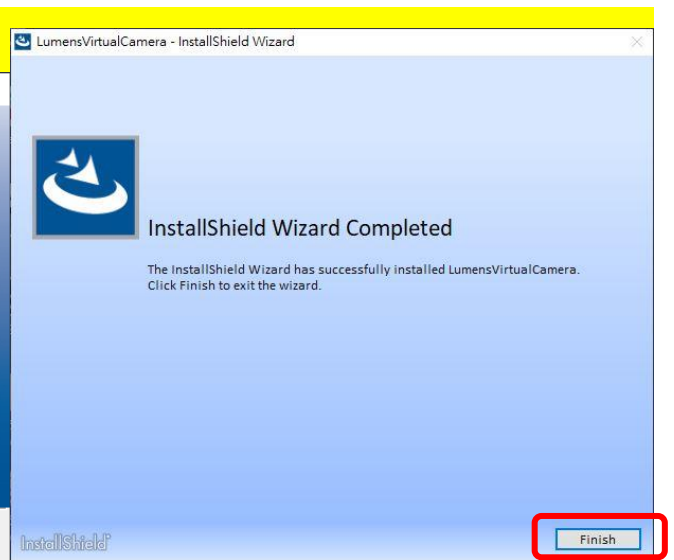 LumensVirtualCamera - InstallShield Wizard
InstallShield Wizard Completed
The InstallShield Wizard has successfully installed LumensVirtualCamera.
Click Finish to exit the wizard.
InstallShield
Finish